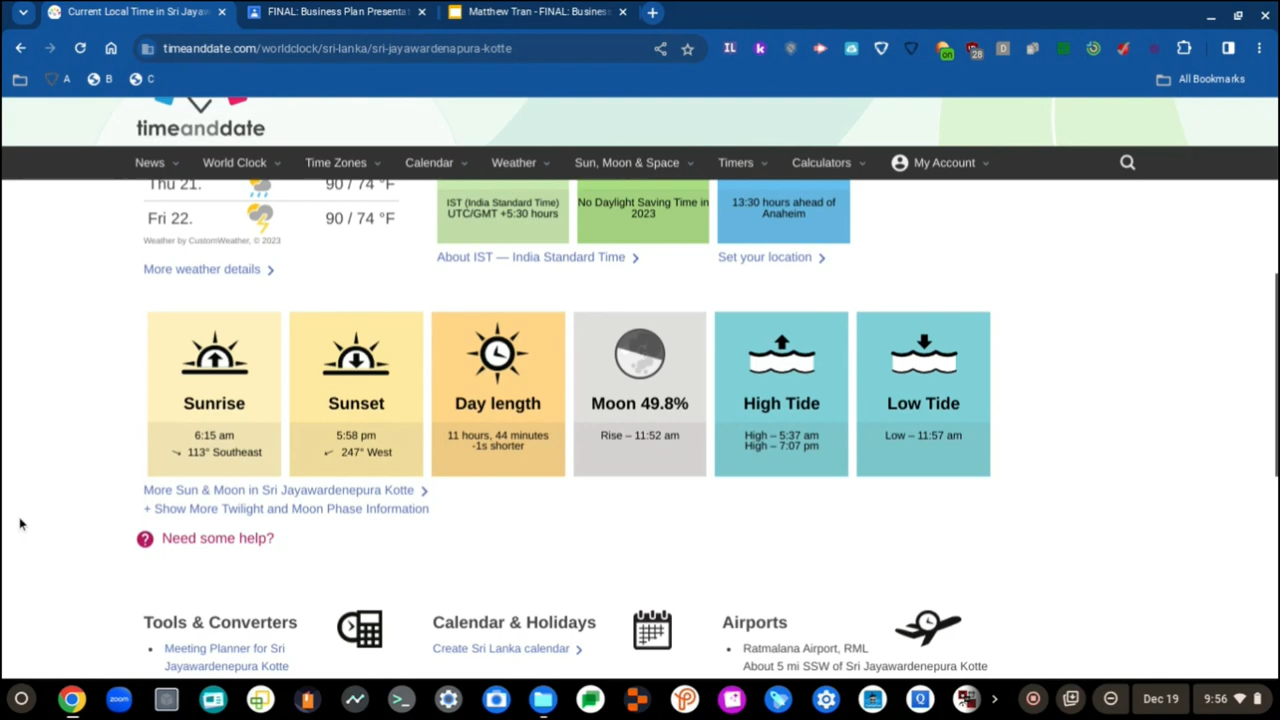 Current Local Time in Sri Jayaw
FINAL: Business Plan Presenta
Matthew Tran - FINAL: Busines
timeanddate.com/worldclock/sri-lanka/sri-jayawardenapura-kotte
IL
k
on
28
D
A
B
C
All Bookmarks
timeanddate
News
World Clock
Time Zones
Calendar
Weather
Sun, Moon & Space
Timers
Calculators
My Account
Thu 21.
90 / 74 °F
Fri 22.
90 / 74 °F
Weather by CustomWeather, © 2023
More weather details
IST (India Standard Time)
UTC/GMT +5:30 hours
No Daylight Saving Time in
2023
13:30 hours ahead of
Anaheim
About IST — India Standard Time
Set your location
Sunrise
6:15 am
113° Southeast
Sunset
5:58 pm
247° West
Day length
11 hours, 44 minutes
-1s shorter
Moon 49.8%
Rise – 11:52 am
High Tide
High – 5:37 am
High – 7:07 pm
Low Tide
Low – 11:57 am
More Sun & Moon in Sri Jayawardenepura Kotte
+ Show More Twilight and Moon Phase Information
? Need some help?
Tools & Converters
Meeting Planner for Sri
Jayawardenepura Kotte
Calendar & Holidays
Create Sri Lanka calendar
Airports
Ratmalana Airport, RML
About 5 mi SSW of Sri Jayawardenepura Kotte
zoom
Q
Dec 19
9:56